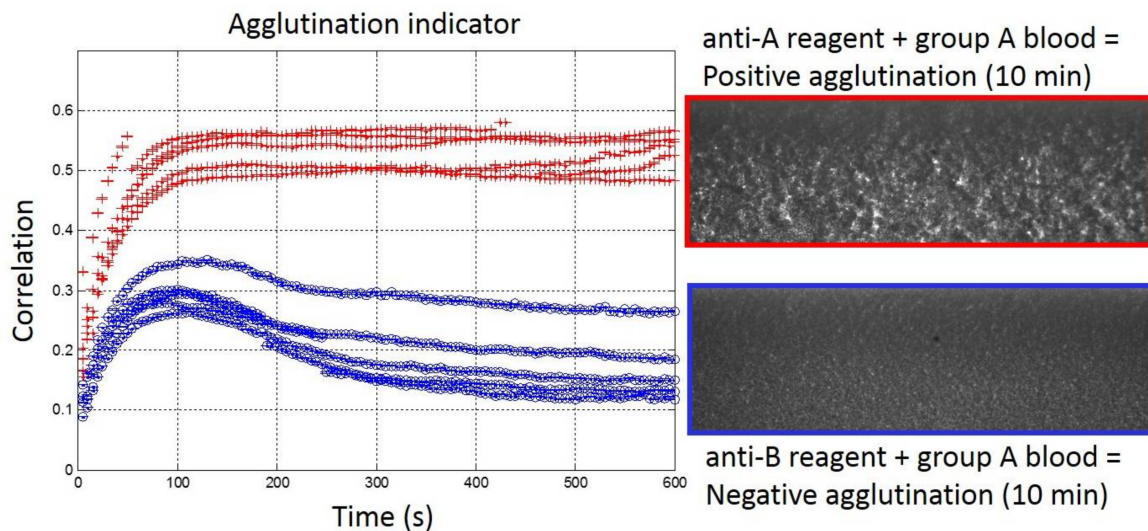 Agglutination indicator
Correlation
0.6
0.5
0.4
0.3
0.2
0.1
0
0
100
200
300
400
500
600
Time (s)
anti-A reagent + group A blood =
Positive agglutination (10 min)
anti-B reagent + group A blood =
Negative agglutination (10 min)